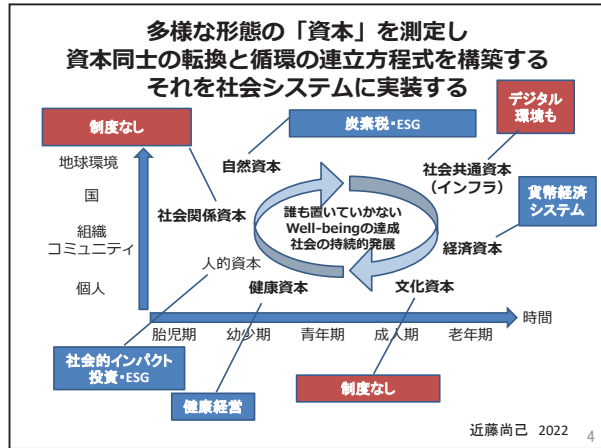 多様な形態の「資本」を測定し
資本同士の転換と循環の連立方程式を構築する
それを社会システムに実装する
制度なし
炭素税・ESG
デジタル
環境も
地球環境
国
組織
コミュニティ
個人
自然資本
社会共通資本
(インフラ)
社会関係資本
誰も置いていかない
Well-beingの達成
社会の持続的発展
貨幣経済
システム
人的資本
経済資本
健康資本
文化資本
胎児期
幼少期
青年期
成人期
老年期
時間
社会的インパクト
投資・ESG
健康経営
制度なし
近藤尚己 2022
4